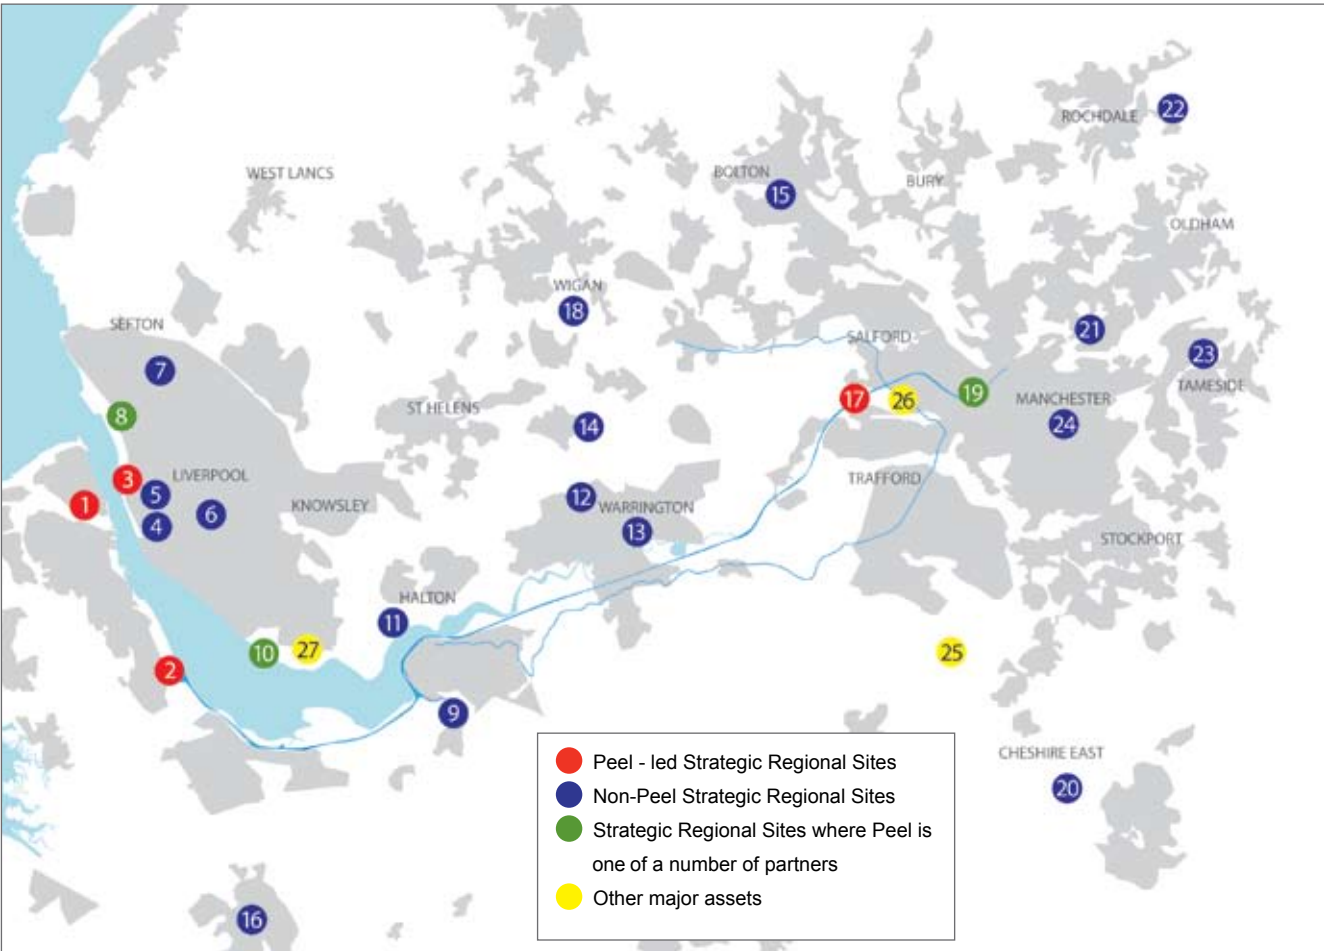 22
ROCHDALE
WEST LANCS
BOLTON
BURY
15
OLDHAM
WIGAN
18
SEFTON
21
SALFORD
23
7
TAMESIDE
19
17
26
MANCHESTER
ST HELENS
8
14
24
LIVERPOOL
3
TRAFFORD
5
12
1
KNOWSLEY
WARRINGTON
6
4
13
STOCKPORT
HALTON
11
27
10
25
2
9
CHESHIRE EAST
20
Peel - led Strategic Regional Sites
Non-Peel Strategic Regional Sites
Strategic Regional Sites where Peel is
one of a number of partners
Other major assets
16